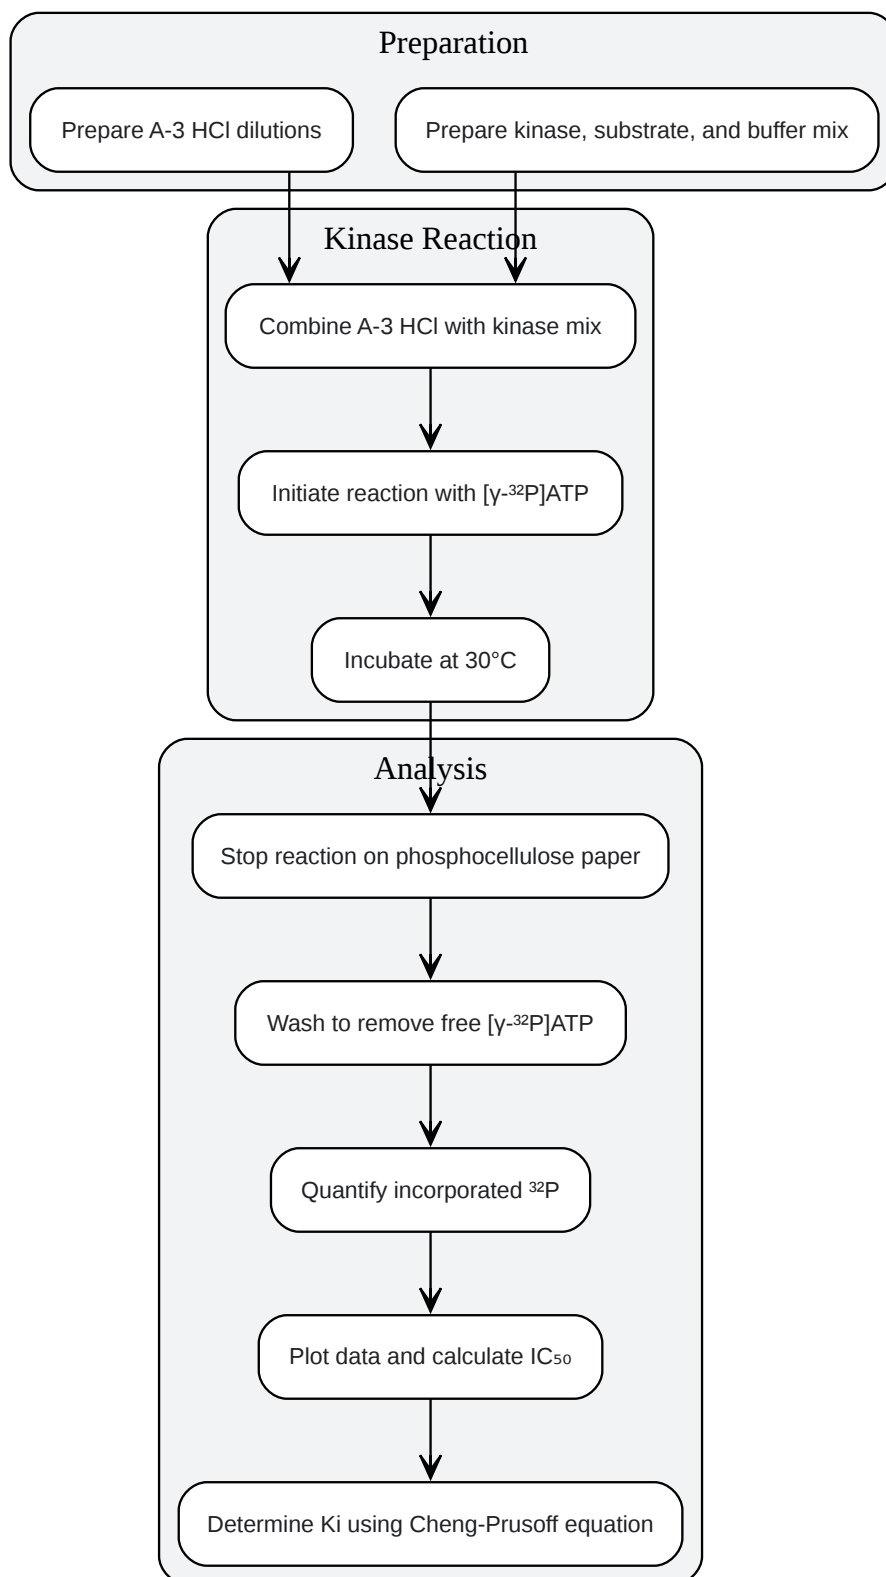 Preparation
Prepare A-3 HCl dilutions
Prepare kinase, substrate, and buffer mix
Kinase Reaction
Combine A-3 HCl with kinase mix
Initiate reaction with [γ-³²P]ATP
Incubate at 30°C
Analysis
Stop reaction on phosphocellulose paper
Wash to remove free [γ-³²P]ATP
Quantify incorporated ³²P
Plot data and calculate IC₅₀
Determine Ki using Cheng-Prusoff equation